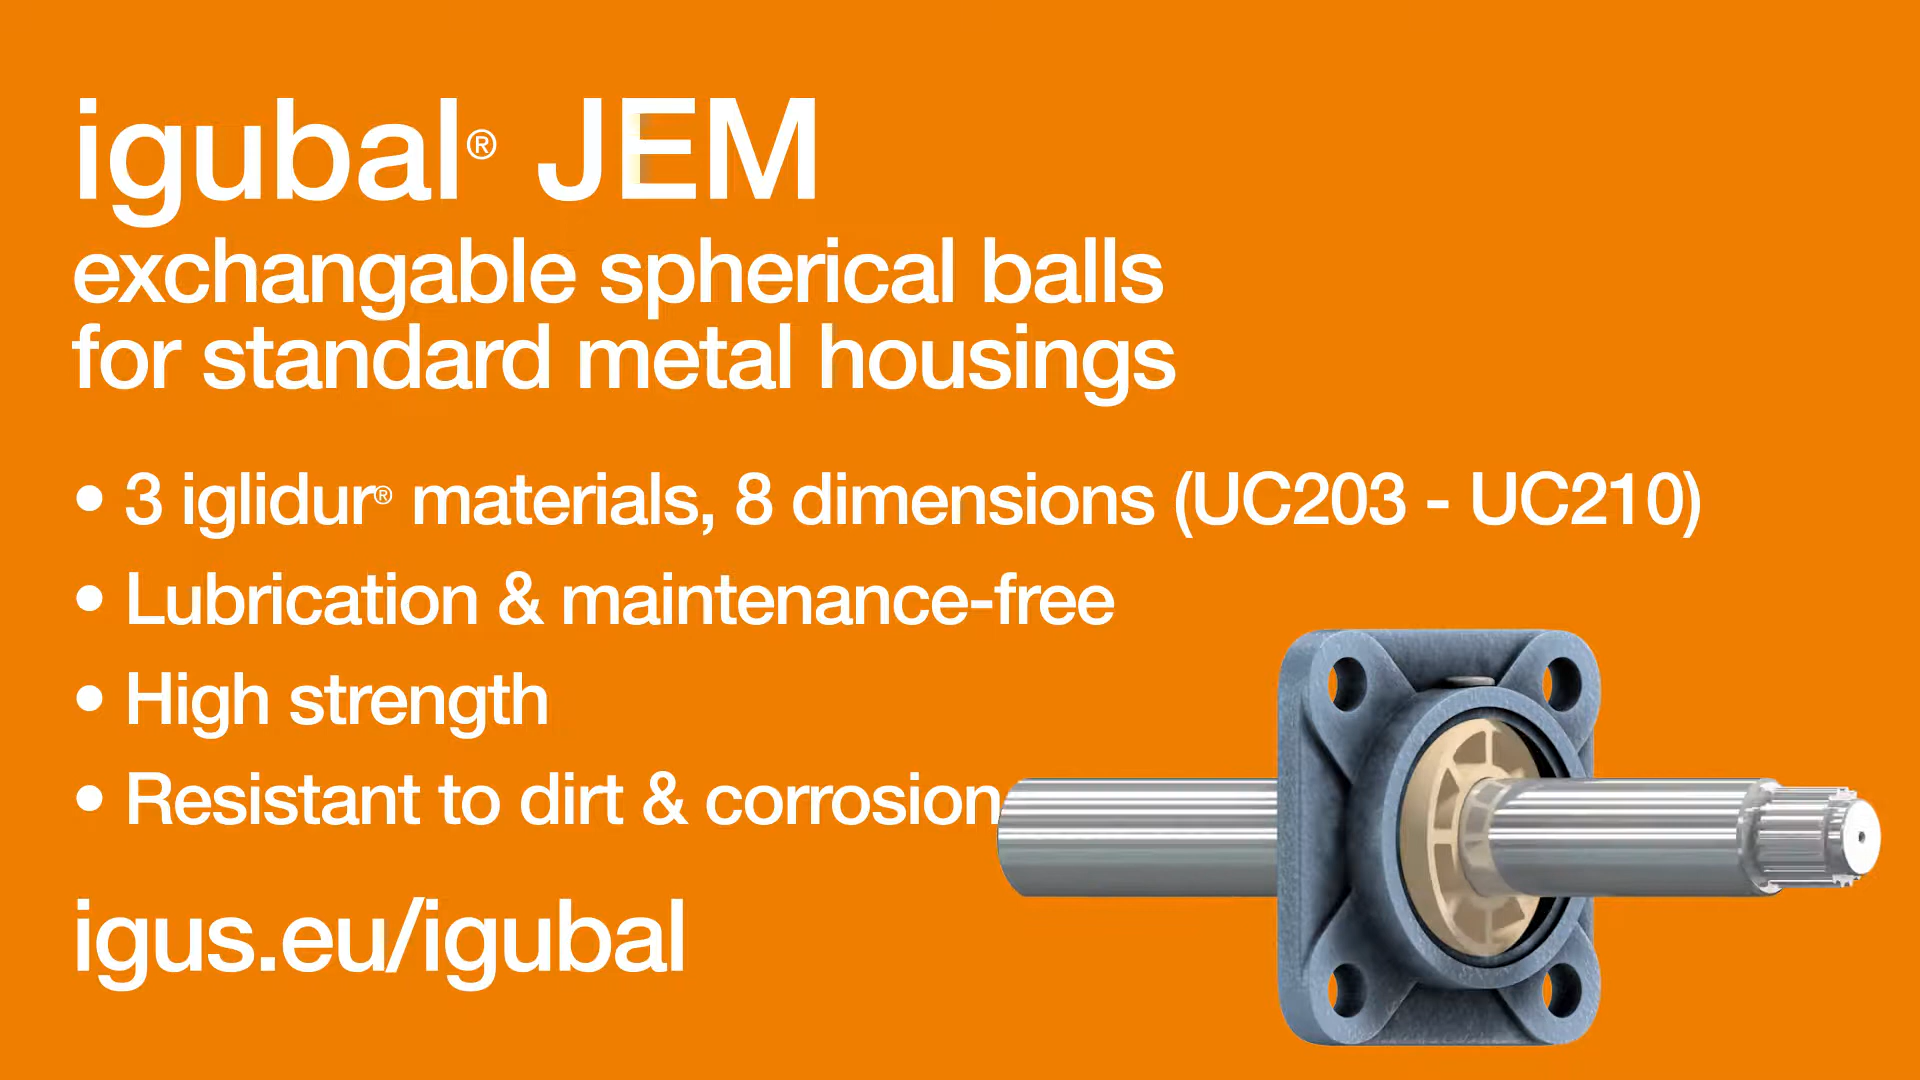 igubal® JEM
exchangable spherical balls
for standard metal housings
• 3 iglidur® materials, 8 dimensions (UC203 - UC210)
• Lubrication & maintenance-free
• High strength
• Resistant to dirt & corrosion
igus.eu/igubal